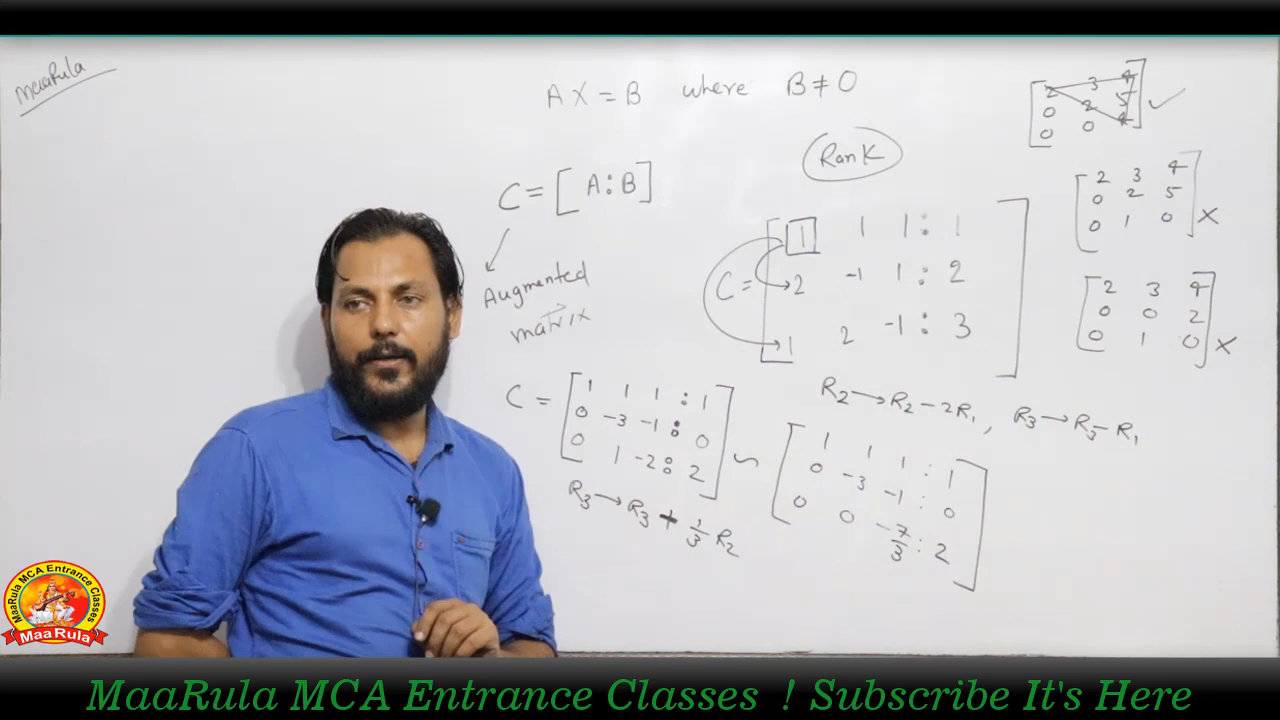 MaaRula
AX = B where B ≠ 0
Rank
C = [A : B]
Augmented
matrix
C = [ 1 1 1 : 1
2 -1 1 : 2
1 2 -1 : 3 ]
R2 → R2 - 2R1, R3 → R3 - R1
C = [ 1 1 1 : 1
0 -3 -1 : 0
0 1 -2 : 2 ]
R3 → R3 + 1/3 R2
~ [ 1 1 1 : 1
0 -3 -1 : 0
0 0 -7/3 : 2 ]
[ 2 3 4
0 2 5
0 0 4 ] ✓
[ 2 3 4
0 2 5
0 1 0 ] ×
[ 2 3 4
0 0 2
0 1 0 ] ×
MaaRula MCA Entrance Classes
MaaRula
MaaRula MCA Entrance Classes ! Subscribe It's Here